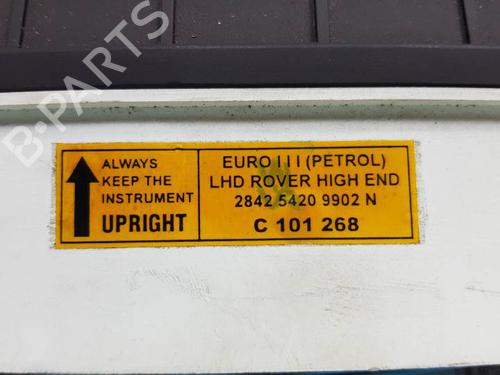 B-PARTS
ALWAYS
KEEP THE
INSTRUMENT
UPRIGHT
EURO III (PETROL)
LHD ROVER HIGH END
2842 5420 9902 N
C 101 268